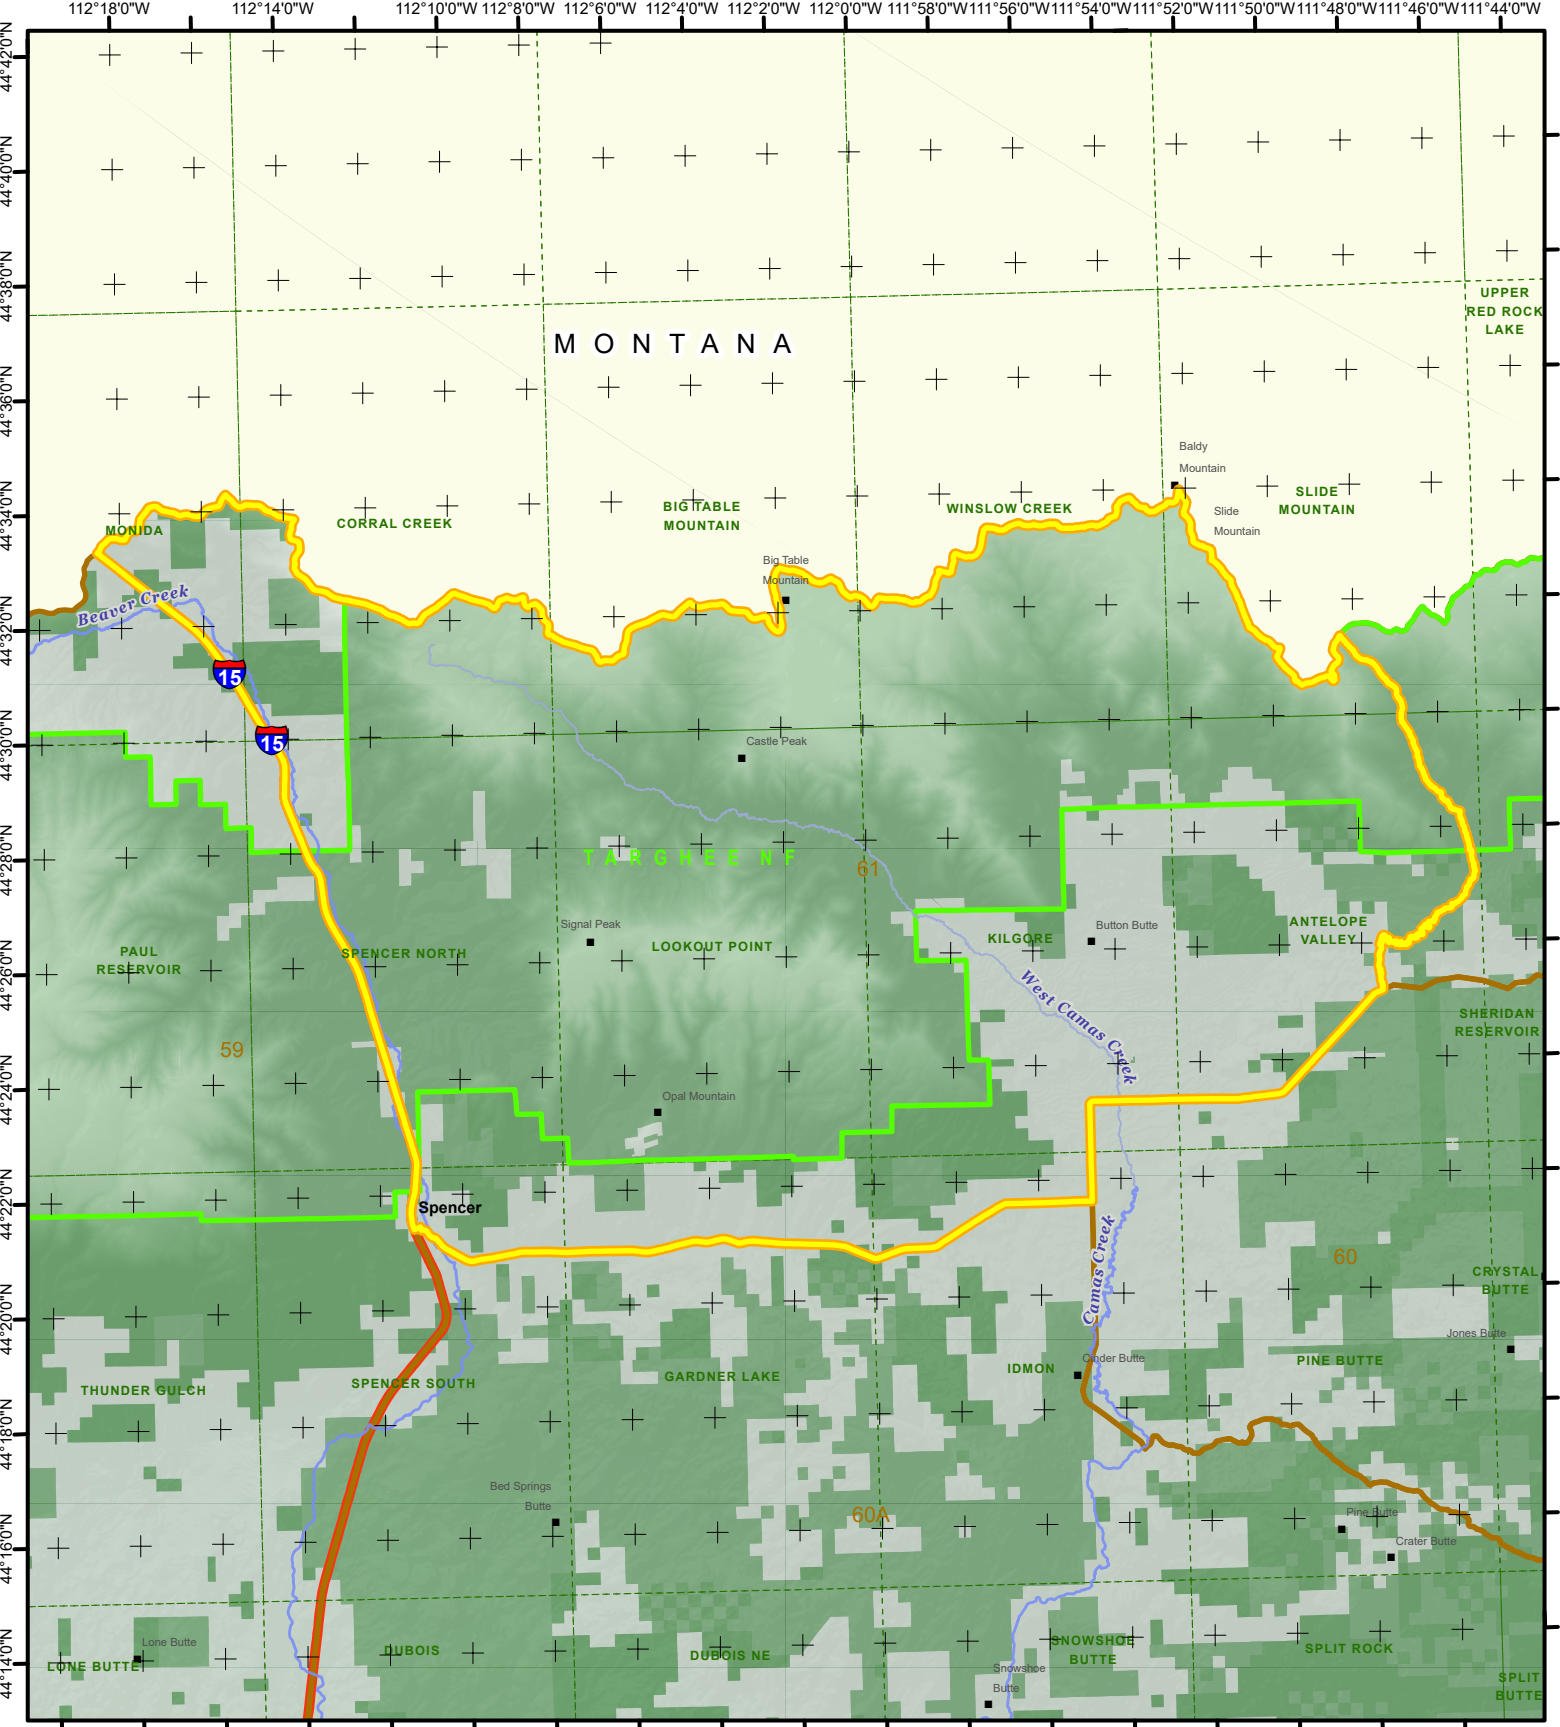 112°18'0"W 112°14'0"W 112°10'0"W 112°8'0"W 112°6'0"W 112°4'0"W 112°2'0"W 112°0'0"W 111°58'0"W 111°56'0"W 111°54'0"W 111°52'0"W 111°50'0"W 111°48'0"W 111°46'0"W 111°44'0"W
44°42'0"N
44°40'0"N
44°38'0"N
UPPER
RED ROCK
LAKE
MONTANA
44°36'0"N
Baldy
Mountain
SLIDE
MOUNTAIN
44°34'0"N
MONIDA
CORRAL CREEK
BIG TABLE
MOUNTAIN
WINSLOW CREEK
Slide
Mountain
Big Table
Mountain
Beaver Creek
44°32'0"N
15
15
44°30'0"N
Castle Peak
44°28'0"N
TARGHEE NF
61
Signal Peak
Button Butte
ANTELOPE
VALLEY
PAUL
RESERVOIR
SPENCER NORTH
LOOKOUT POINT
KILGORE
44°26'0"N
West Camas Creek
SHERIDAN
RESERVOIR
59
44°24'0"N
Opal Mountain
44°22'0"N
Spencer
Camas Creek
60
CRYSTAL
BUTTE
44°20'0"N
Jones Butte
Cinder Butte
THUNDER GULCH
SPENCER SOUTH
GARDNER LAKE
IDMON
PINE BUTTE
44°18'0"N
Bed Springs
Butte
60A
Pine Butte
Crater Butte
44°16'0"N
Lone Butte
LONE BUTTE
DUBOIS
DUBOIS NE
SNOWSHOE
BUTTE
SPLIT ROCK
44°14'0"N
Snowshoe
Butte
SPLIT
BUTTE